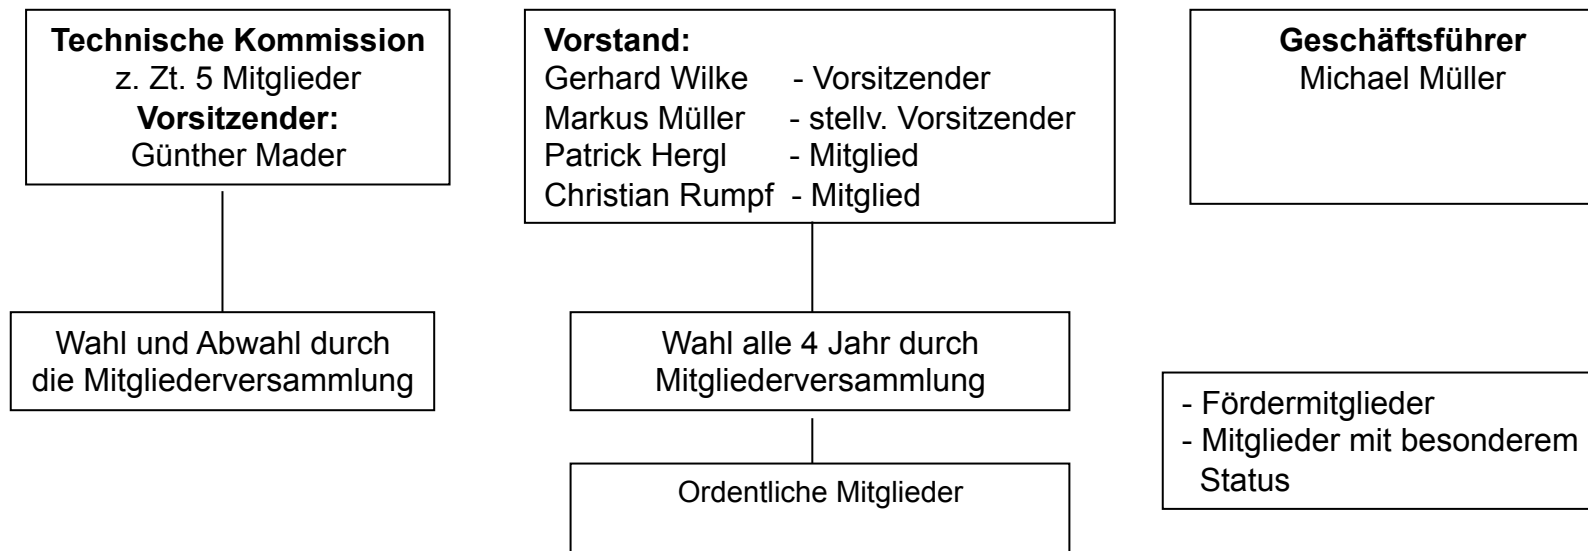 Technische Kommission
z. Zt. 5 Mitglieder
Vorsitzender:
Günther Mader
Vorstand:
Gerhard Wilke - Vorsitzender
Markus Müller - stellv. Vorsitzender
Patrick Hergl - Mitglied
Christian Rumpf - Mitglied
Geschäftsführer
Michael Müller
Wahl und Abwahl durch
die Mitgliederversammlung
Wahl alle 4 Jahr durch
Mitgliederversammlung
- Fördermitglieder
- Mitglieder mit besonderem
Status
Ordentliche Mitglieder